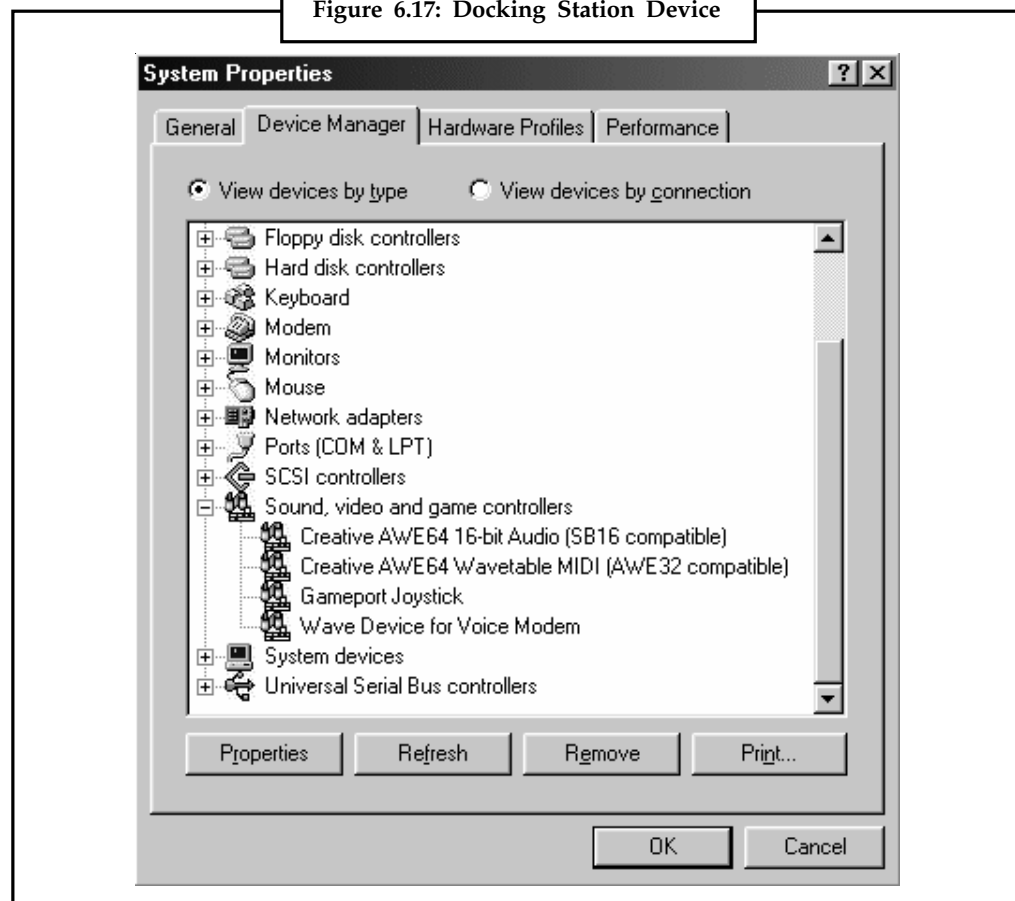 Figure 6.17: Docking Station Device
System Properties
General Device Manager Hardware Profiles Performance
View devices by type View devices by connection
Floppy disk controllers
Hard disk controllers
Keyboard
Modem
Monitors
Mouse
Network adapters
Ports (COM & LPT)
SCSI controllers
Sound, video and game controllers
Creative AWE64 16-bit Audio (SB16 compatible)
Creative AWE64 Wavetable MIDI (AWE32 compatible)
Gameport Joystick
Wave Device for Voice Modem
System devices
Universal Serial Bus controllers
Properties Refresh Remove Print...
OK Cancel